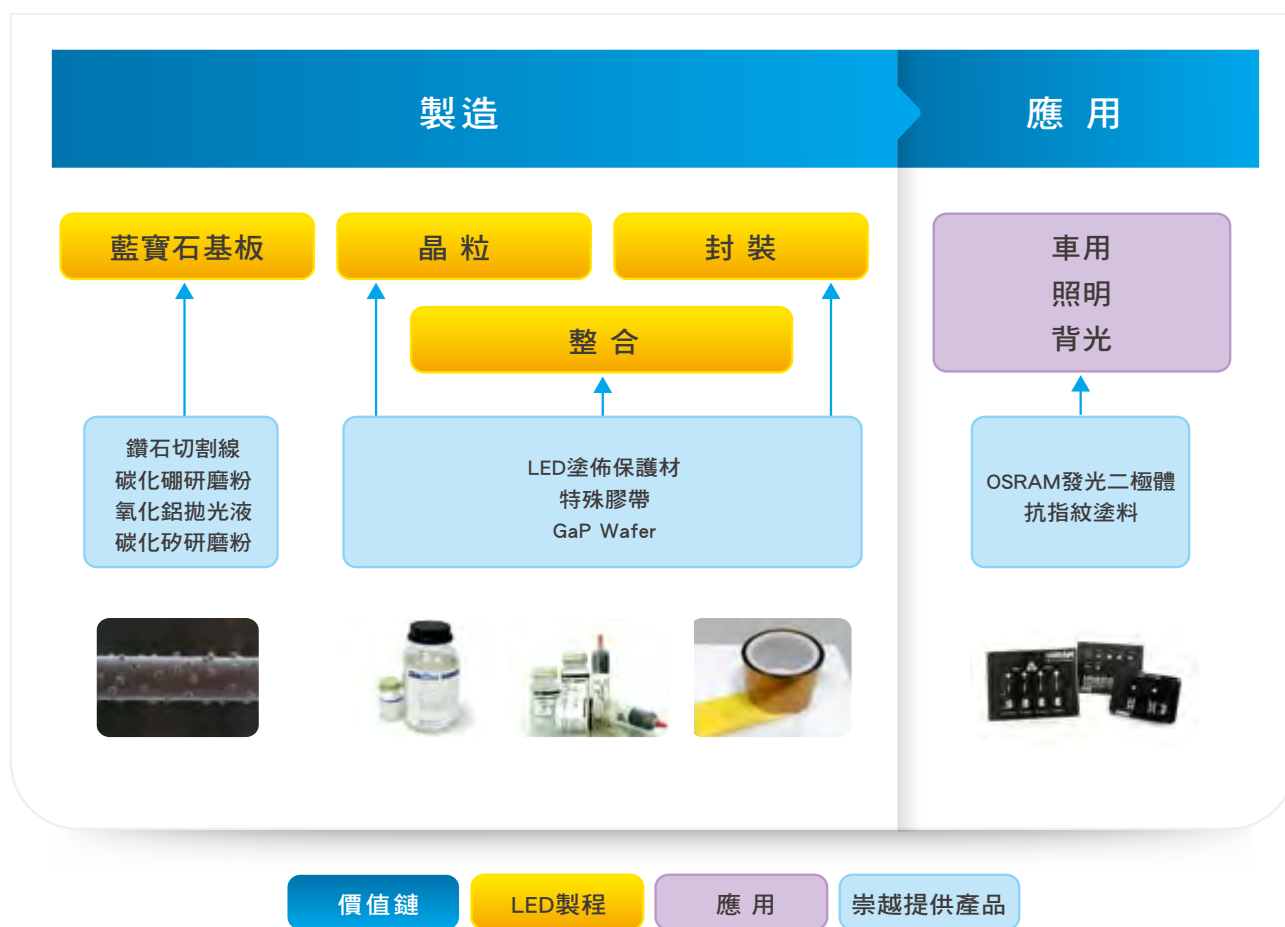 製造
應用
藍寶石基板
晶粒
封裝
整合
車用
照明
背光
鑽石切割線
碳化硼研磨粉
氧化鋁拋光液
碳化矽研磨粉
LED塗佈保護材
特殊膠帶
GaP Wafer
OSRAM發光二極體
抗指紋塗料
價值鏈
LED製程
應用
崇越提供產品